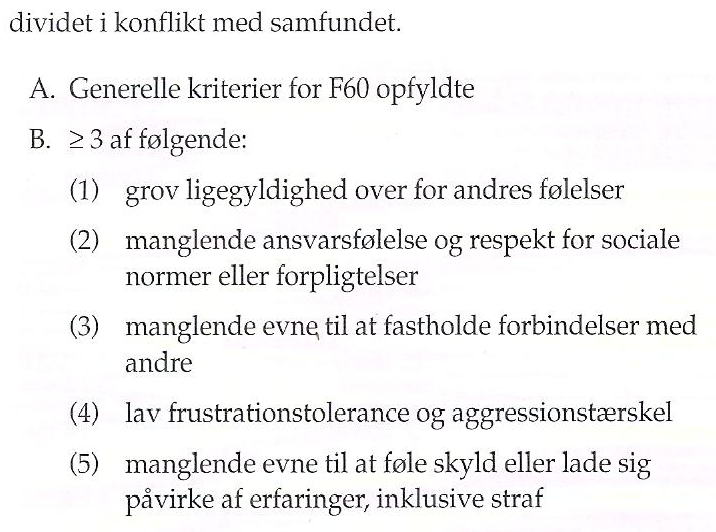 dividet i konflikt med samfundet.
A. Generelle kriterier for F60 opfyldte
B. ≥ 3 af følgende:
(1) grov ligegyldighed over for andres følelser
(2) manglende ansvarsfølelse og respekt for sociale
normer eller forpligtelser
(3) manglende evne til at fastholde forbindelser med
andre
(4) lav frustrationstolerance og aggressionstærskel
(5) manglende evne til at føle skyld eller lade sig
påvirke af erfaringer, inklusive straf